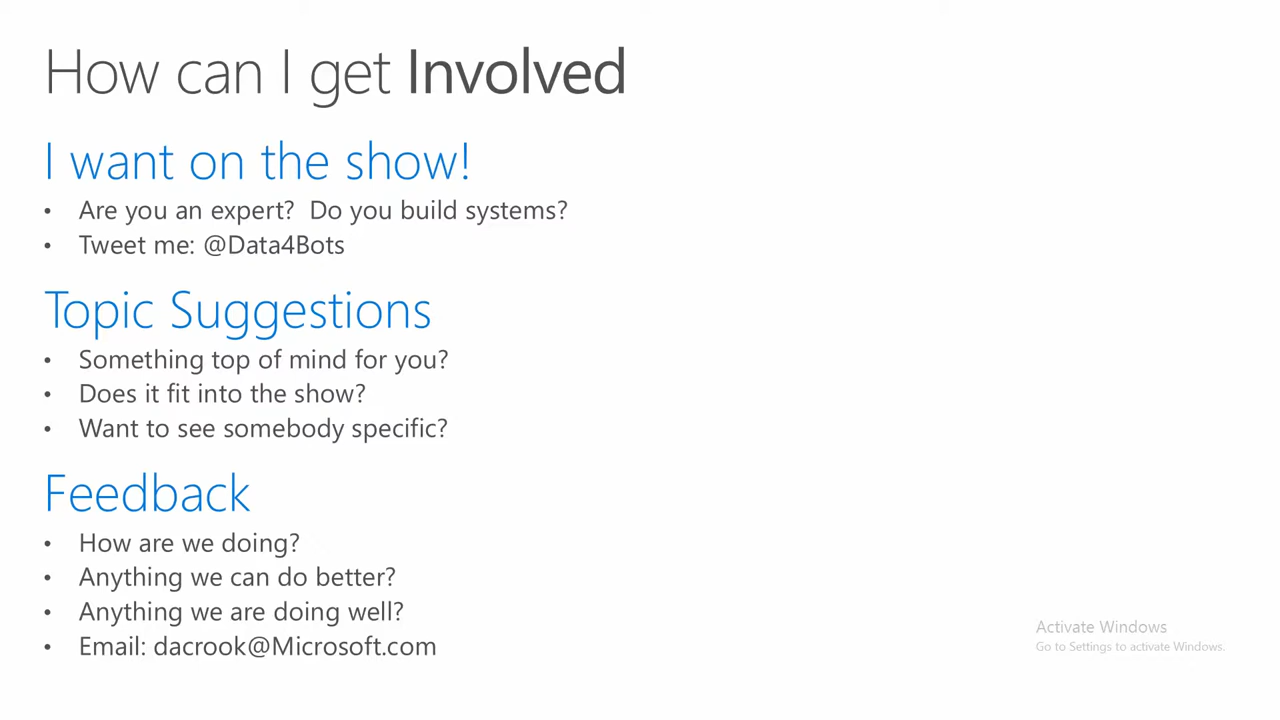 How can I get Involved
I want on the show!
• Are you an expert?  Do you build systems?
• Tweet me: @Data4Bots
Topic Suggestions
• Something top of mind for you?
• Does it fit into the show?
• Want to see somebody specific?
Feedback
• How are we doing?
• Anything we can do better?
• Anything we are doing well?
• Email: dacrook@Microsoft.com
Activate Windows
Go to Settings to activate Windows.